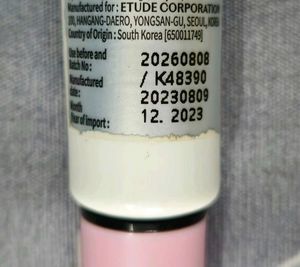 Manufactured for : ETUDE CORPORATION
100, HANGANG-DAERO, YONGSAN-GU, SEOUL, KOREA
Country of Origin : South Korea [650011749]
Use before and 20260808
Batch No : / K48390
Manufactured
date : 20230809
Month
Year of import : 12. 2023